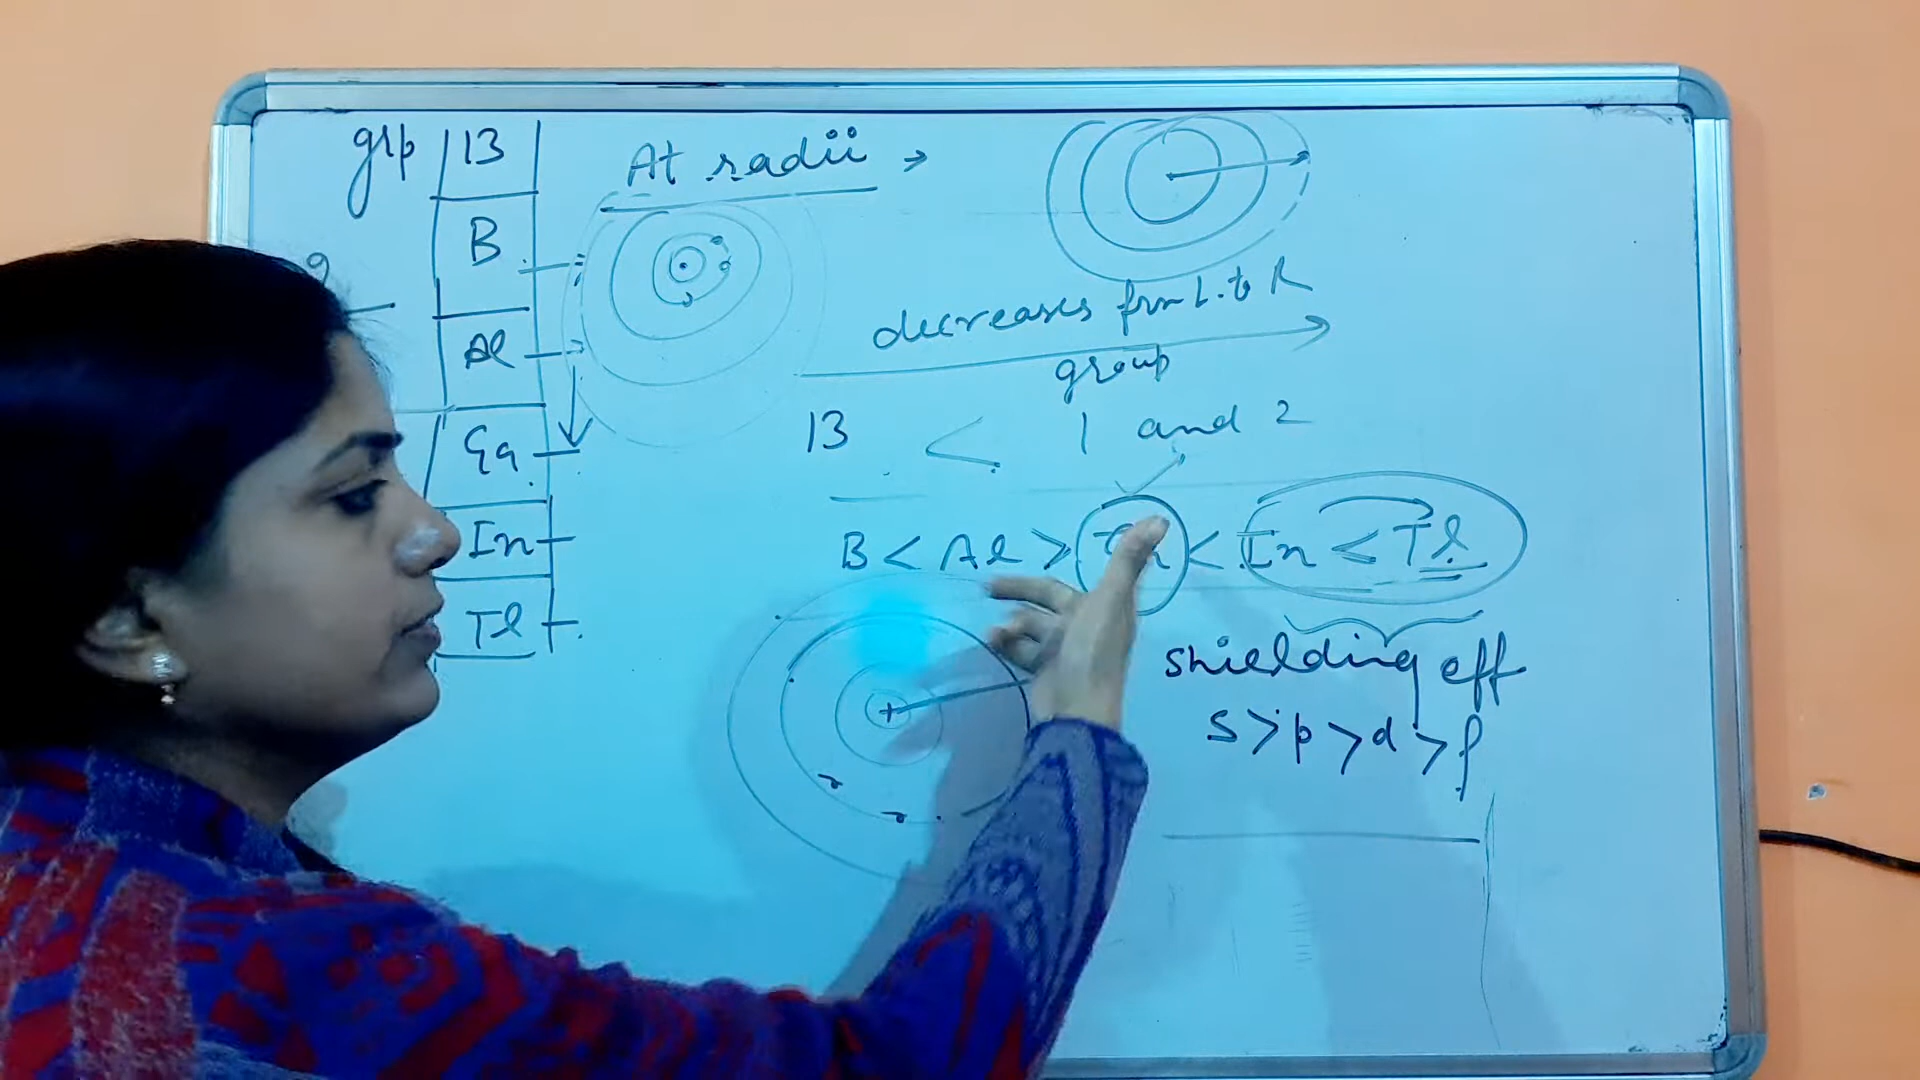 grp 13
B
Al
Ga
In
Tl
At radii →
decreases from L. to R
group
13 < 1 and 2
B < Al > < In < Tl
shielding eff
s > p > d > f
+